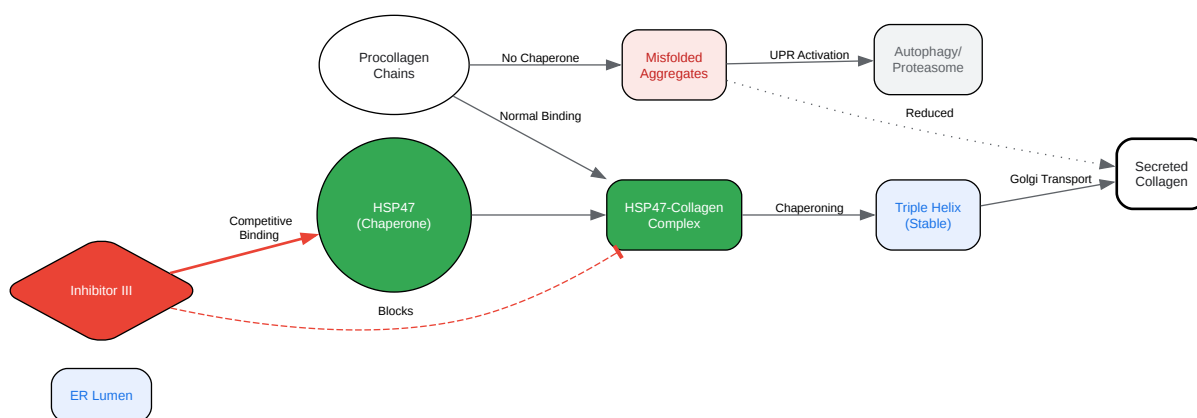 Procollagen
Chains
No Chaperone
Misfolded
Aggregates
UPR Activation
Autophagy/
Proteasome
Reduced
Normal Binding
Secreted
Collagen
Golgi Transport
HSP47
(Chaperone)
HSP47-Collagen
Complex
Chaperoning
Triple Helix
(Stable)
Competitive
Binding
Inhibitor III
Blocks
ER Lumen